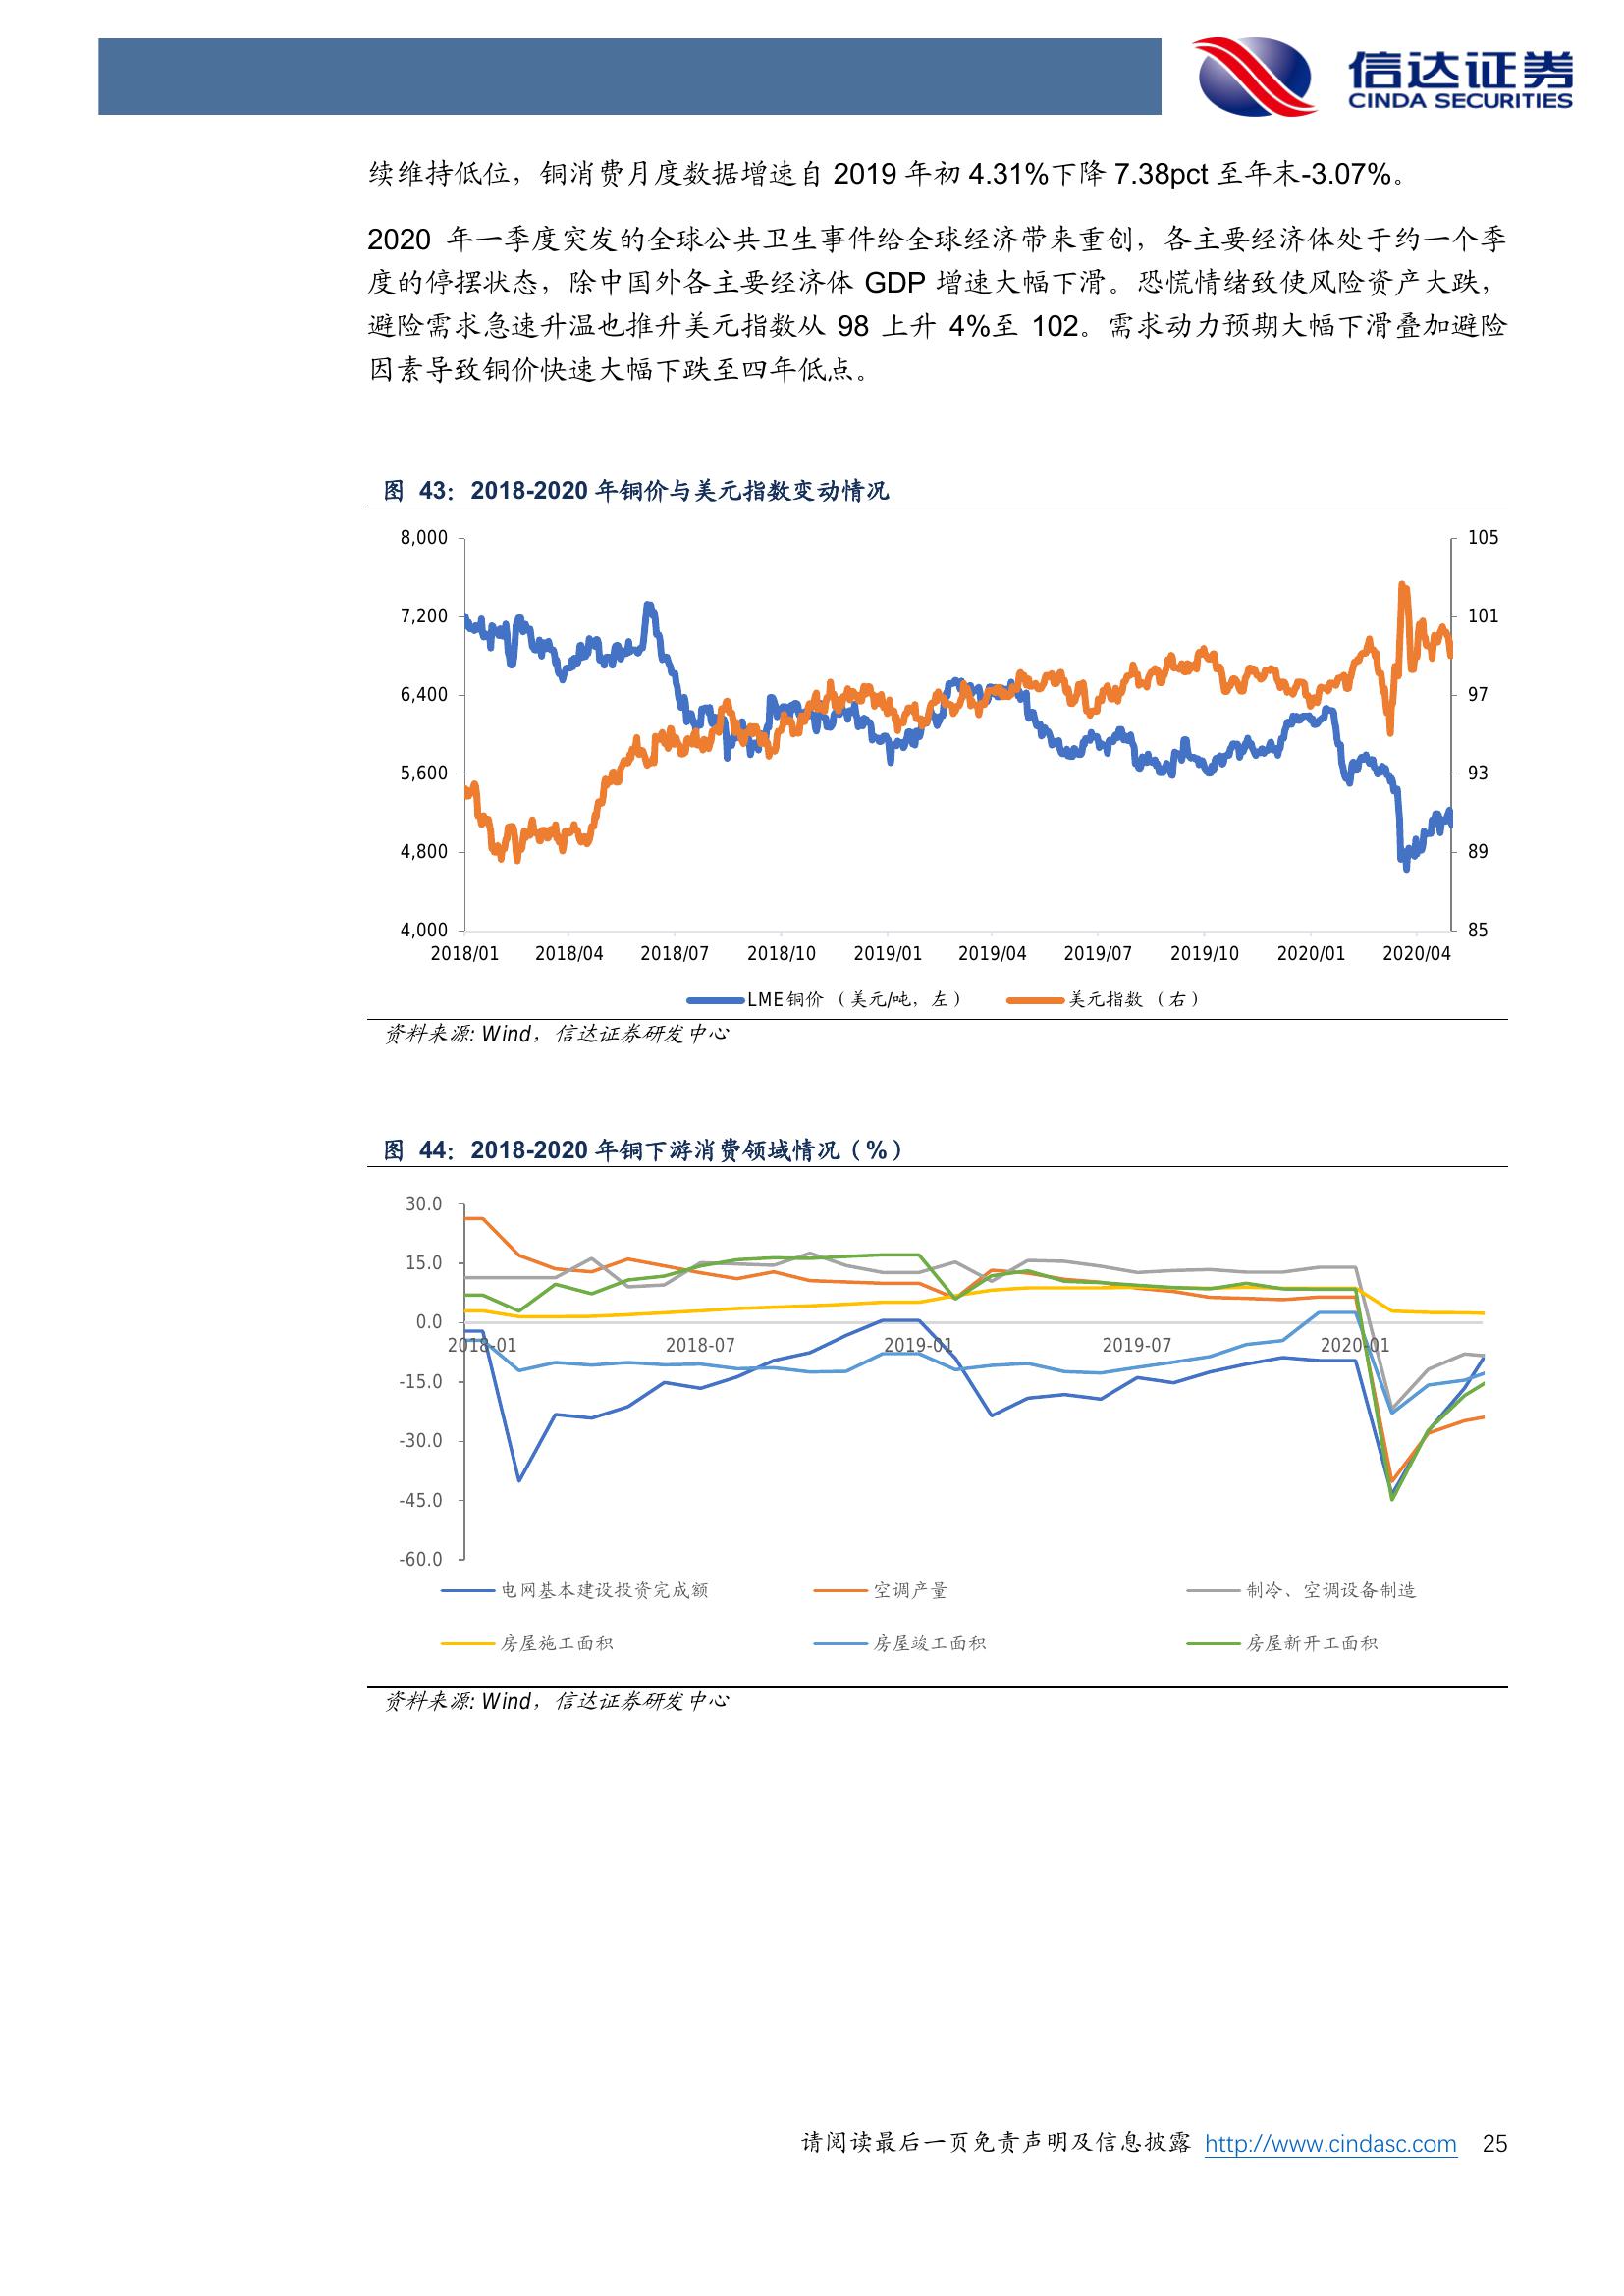 信达证券
CINDA SECURITIES
续维持低位，铜消费月度数据增速自 2019 年初 4.31%下降 7.38pct 至年末-3.07%。
2020 年一季度突发的全球公共卫生事件给全球经济带来重创，各主要经济体处于约一个季
度的停摆状态，除中国外各主要经济体 GDP 增速大幅下滑。恐慌情绪致使风险资产大跌，
避险需求急速升温也推升美元指数从 98 上升 4%至 102。需求动力预期大幅下滑叠加避险
因素导致铜价快速大幅下跌至四年低点。
图 43：2018-2020 年铜价与美元指数变动情况
8,000 105
7,200 101
6,400 97
5,600 93
4,800 89
4,000 85
2018/01 2018/04 2018/07 2018/10 2019/01 2019/04 2019/07 2019/10 2020/01 2020/04
LME铜价（美元/吨，左） 美元指数（右）
资料来源: Wind，信达证券研发中心
图 44：2018-2020 年铜下游消费领域情况（%）
30.0
15.0
0.0
2018-01 2018-07 2019-01 2019-07 2020-01
-15.0
-30.0
-45.0
-60.0
电网基本建设投资完成额 空调产量 制冷、空调设备制造
房屋施工面积 房屋竣工面积 房屋新开工面积
资料来源: Wind，信达证券研发中心
请阅读最后一页免责声明及信息披露 http://www.cindasc.com 25